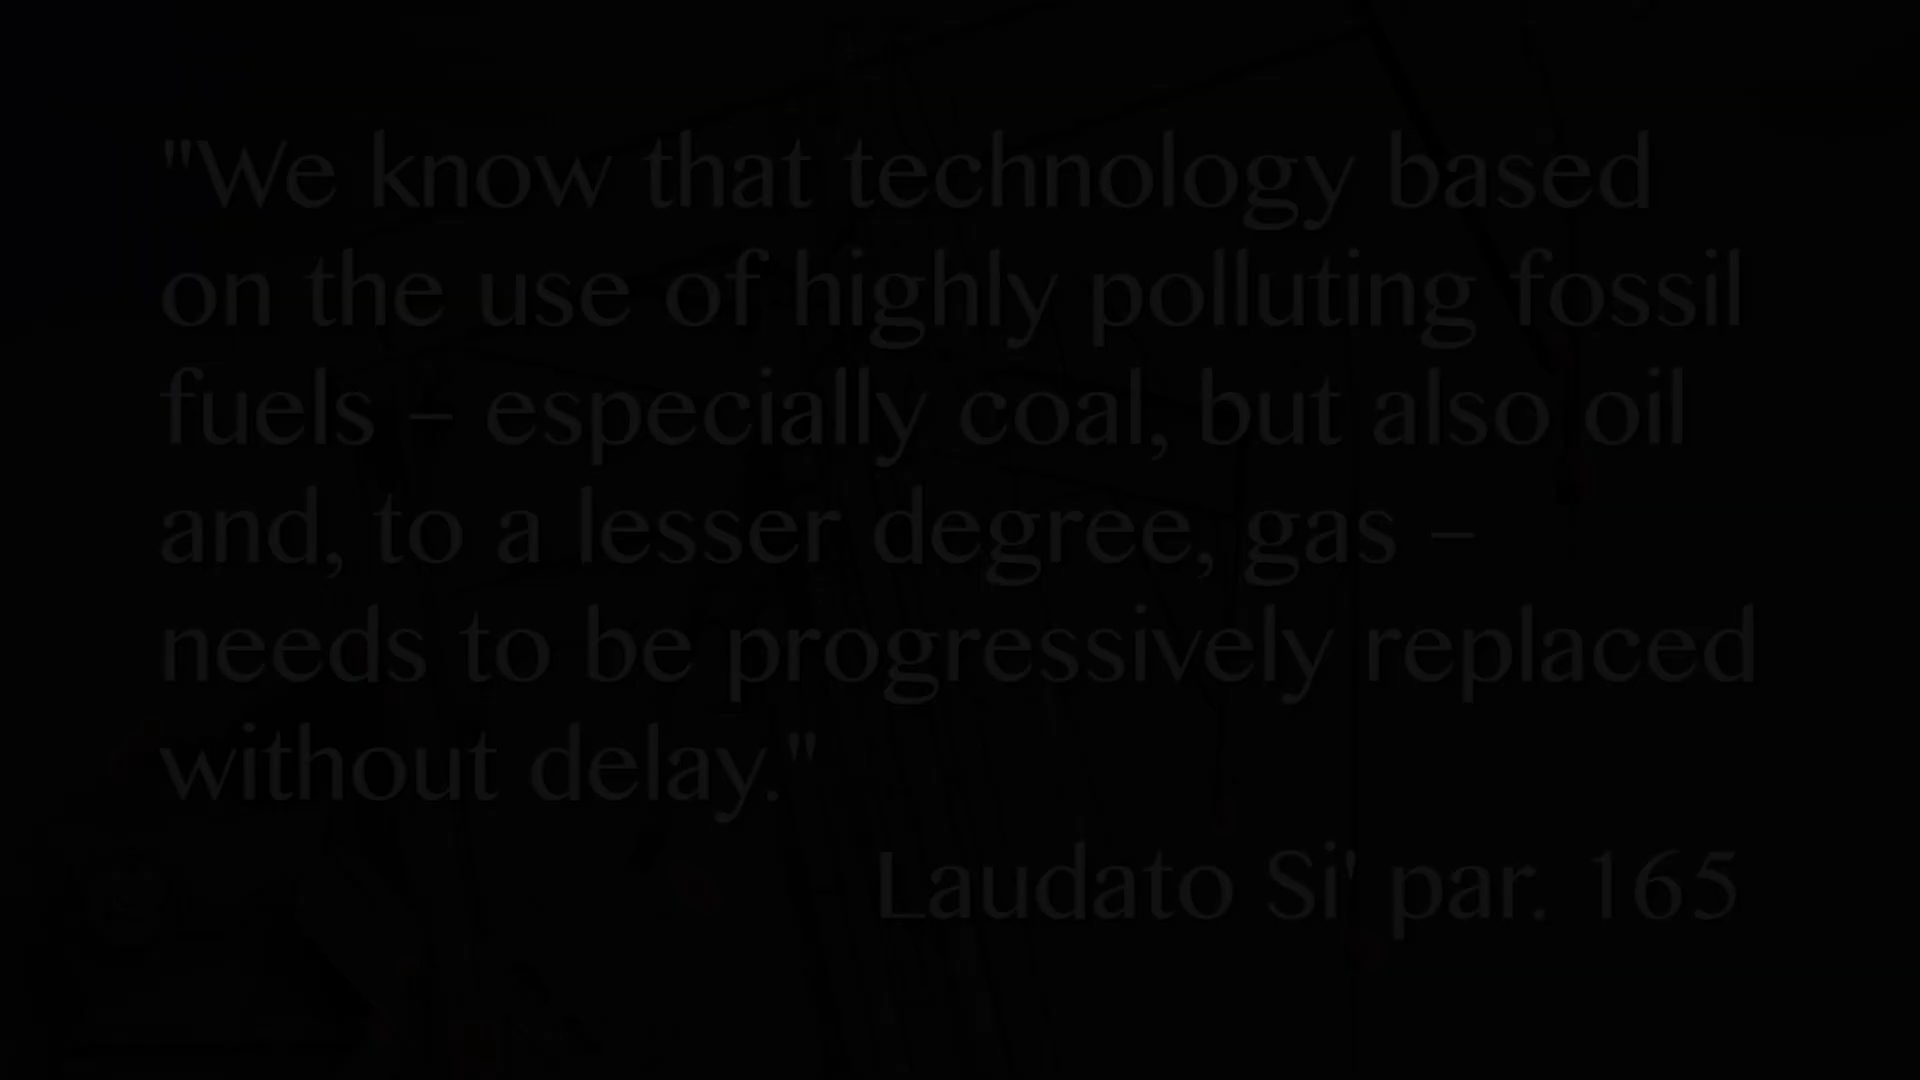 "We know that technology based
on the use of highly polluting fossil
fuels – especially coal, but also oil
and, to a lesser degree, gas –
needs to be progressively replaced
without delay."
Laudato Si' par. 165